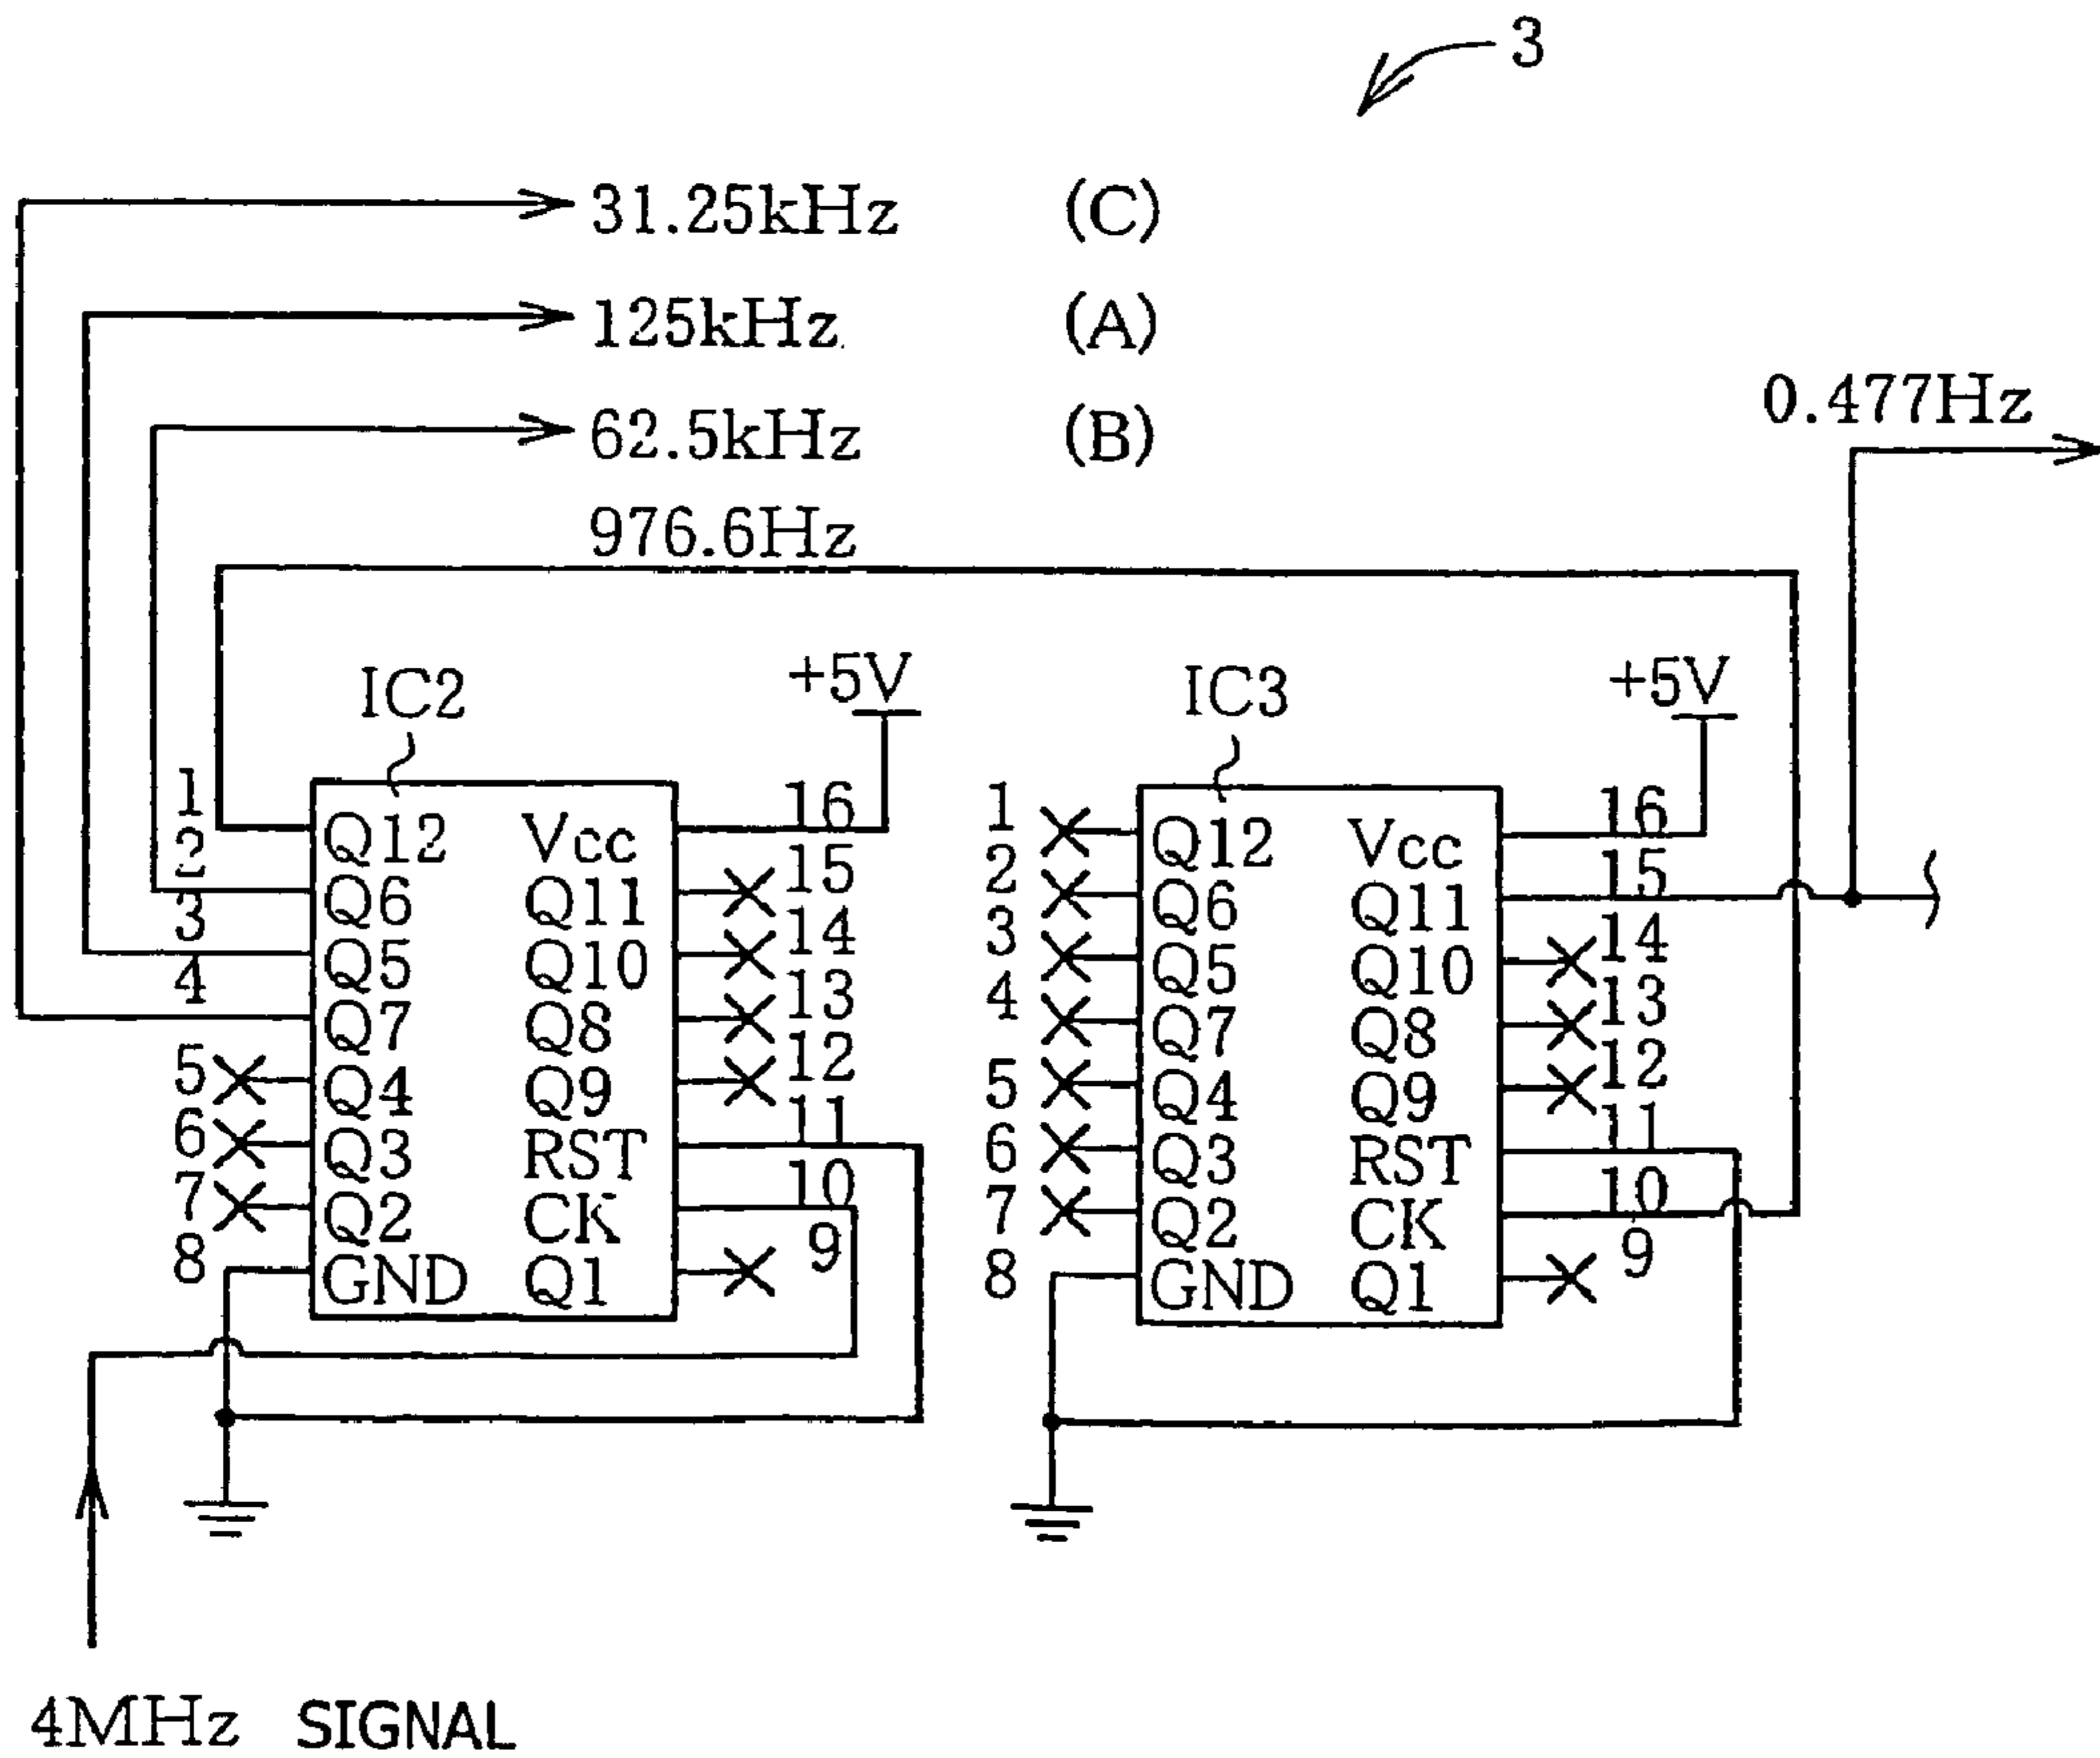 3
31.25kHz (C)
125kHz (A)
62.5kHz (B)
0.477Hz
976.6Hz
IC2
+5V
1 Q12 Vcc 16
2 Q6 Q11 15
3 Q5 Q10 14
4 Q7 Q8 13
5 Q4 Q9 12
6 Q3 RST 11
7 Q2 CK 10
8 GND Q1 9
IC3
+5V
1 Q12 Vcc 16
2 Q6 Q11 15
3 Q5 Q10 14
4 Q7 Q8 13
5 Q4 Q9 12
6 Q3 RST 11
7 Q2 CK 10
8 GND Q1 9
4MHz SIGNAL